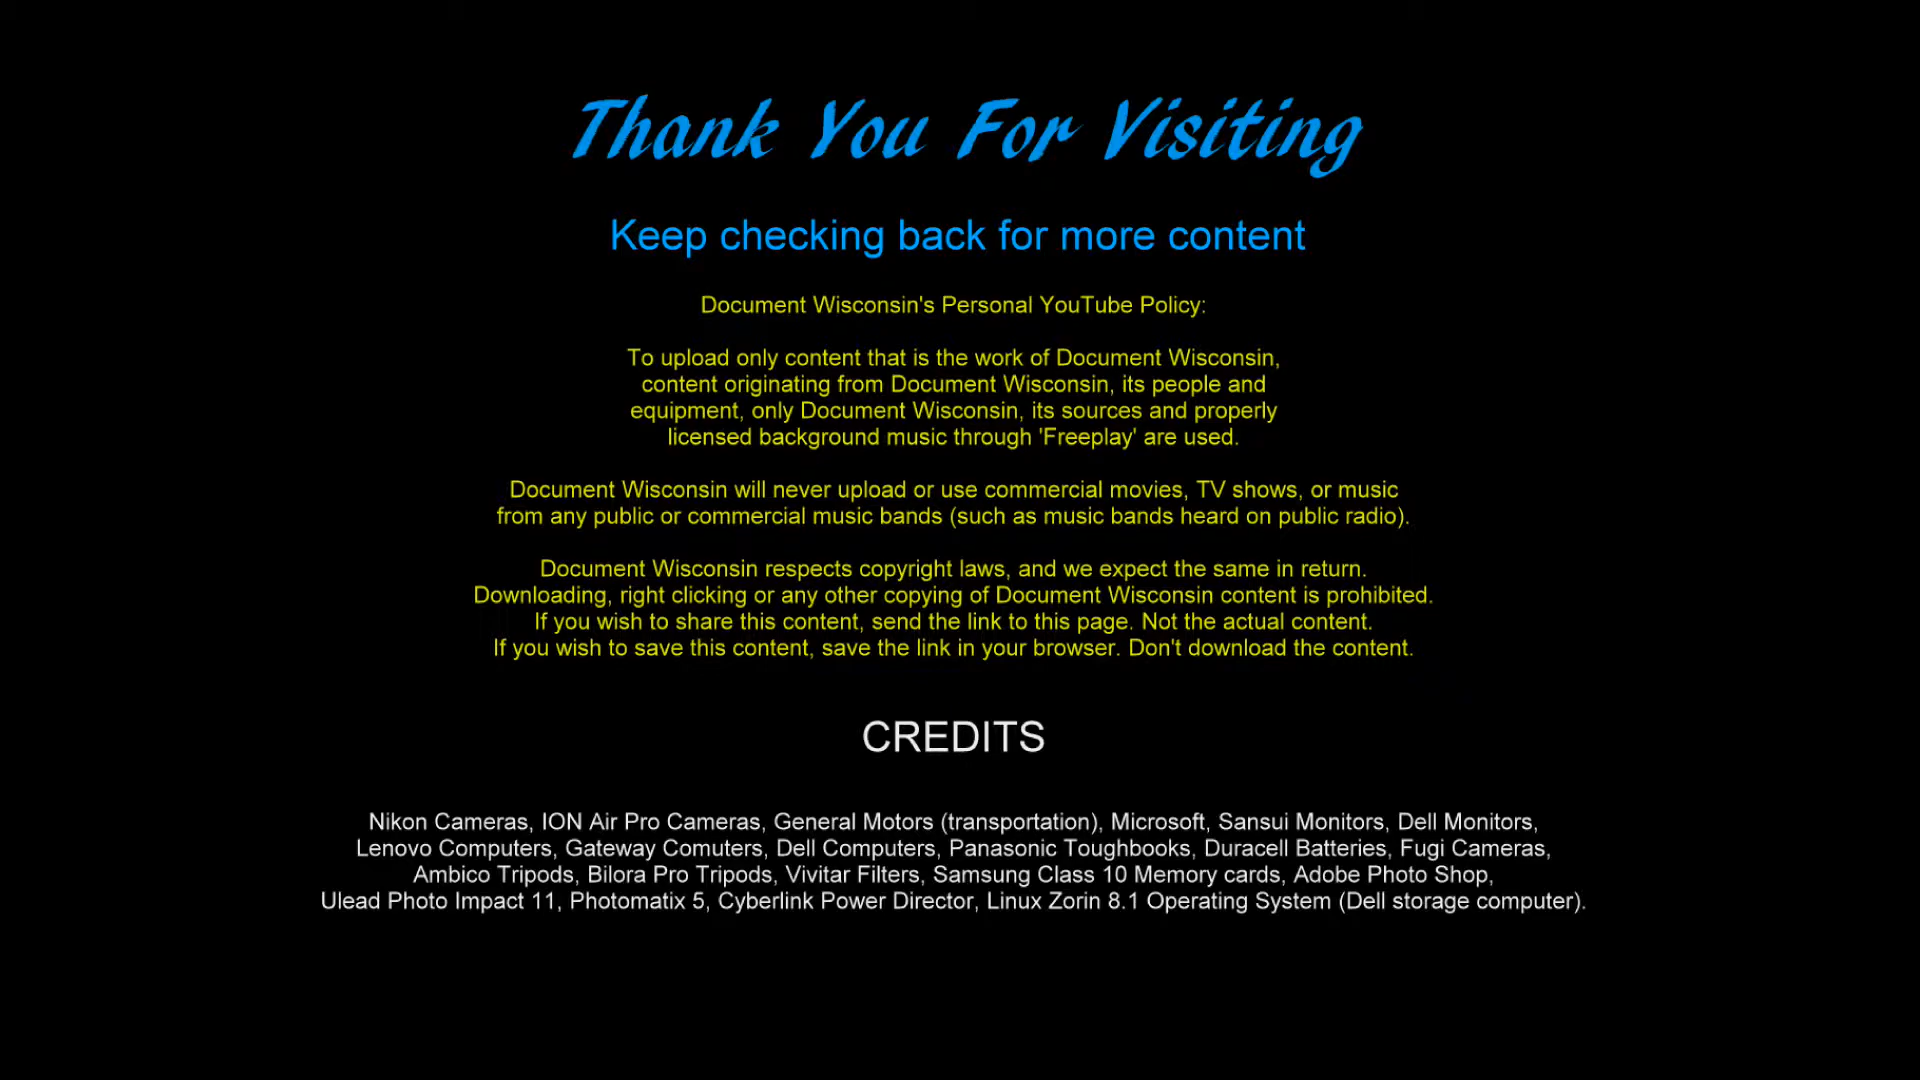 Thank You For Visiting
Keep checking back for more content
Document Wisconsin's Personal YouTube Policy:
To upload only content that is the work of Document Wisconsin,
content originating from Document Wisconsin, its people and
equipment, only Document Wisconsin, its sources and properly
licensed background music through 'Freeplay' are used.
Document Wisconsin will never upload or use commercial movies, TV shows, or music
from any public or commercial music bands (such as music bands heard on public radio).
Document Wisconsin respects copyright laws, and we expect the same in return.
Downloading, right clicking or any other copying of Document Wisconsin content is prohibited.
If you wish to share this content, send the link to this page. Not the actual content.
If you wish to save this content, save the link in your browser. Don't download the content.
CREDITS
Nikon Cameras, ION Air Pro Cameras, General Motors (transportation), Microsoft, Sansui Monitors, Dell Monitors,
Lenovo Computers, Gateway Comuters, Dell Computers, Panasonic Toughbooks, Duracell Batteries, Fugi Cameras,
Ambico Tripods, Bilora Pro Tripods, Vivitar Filters, Samsung Class 10 Memory cards, Adobe Photo Shop,
Ulead Photo Impact 11, Photomatix 5, Cyberlink Power Director, Linux Zorin 8.1 Operating System (Dell storage computer).